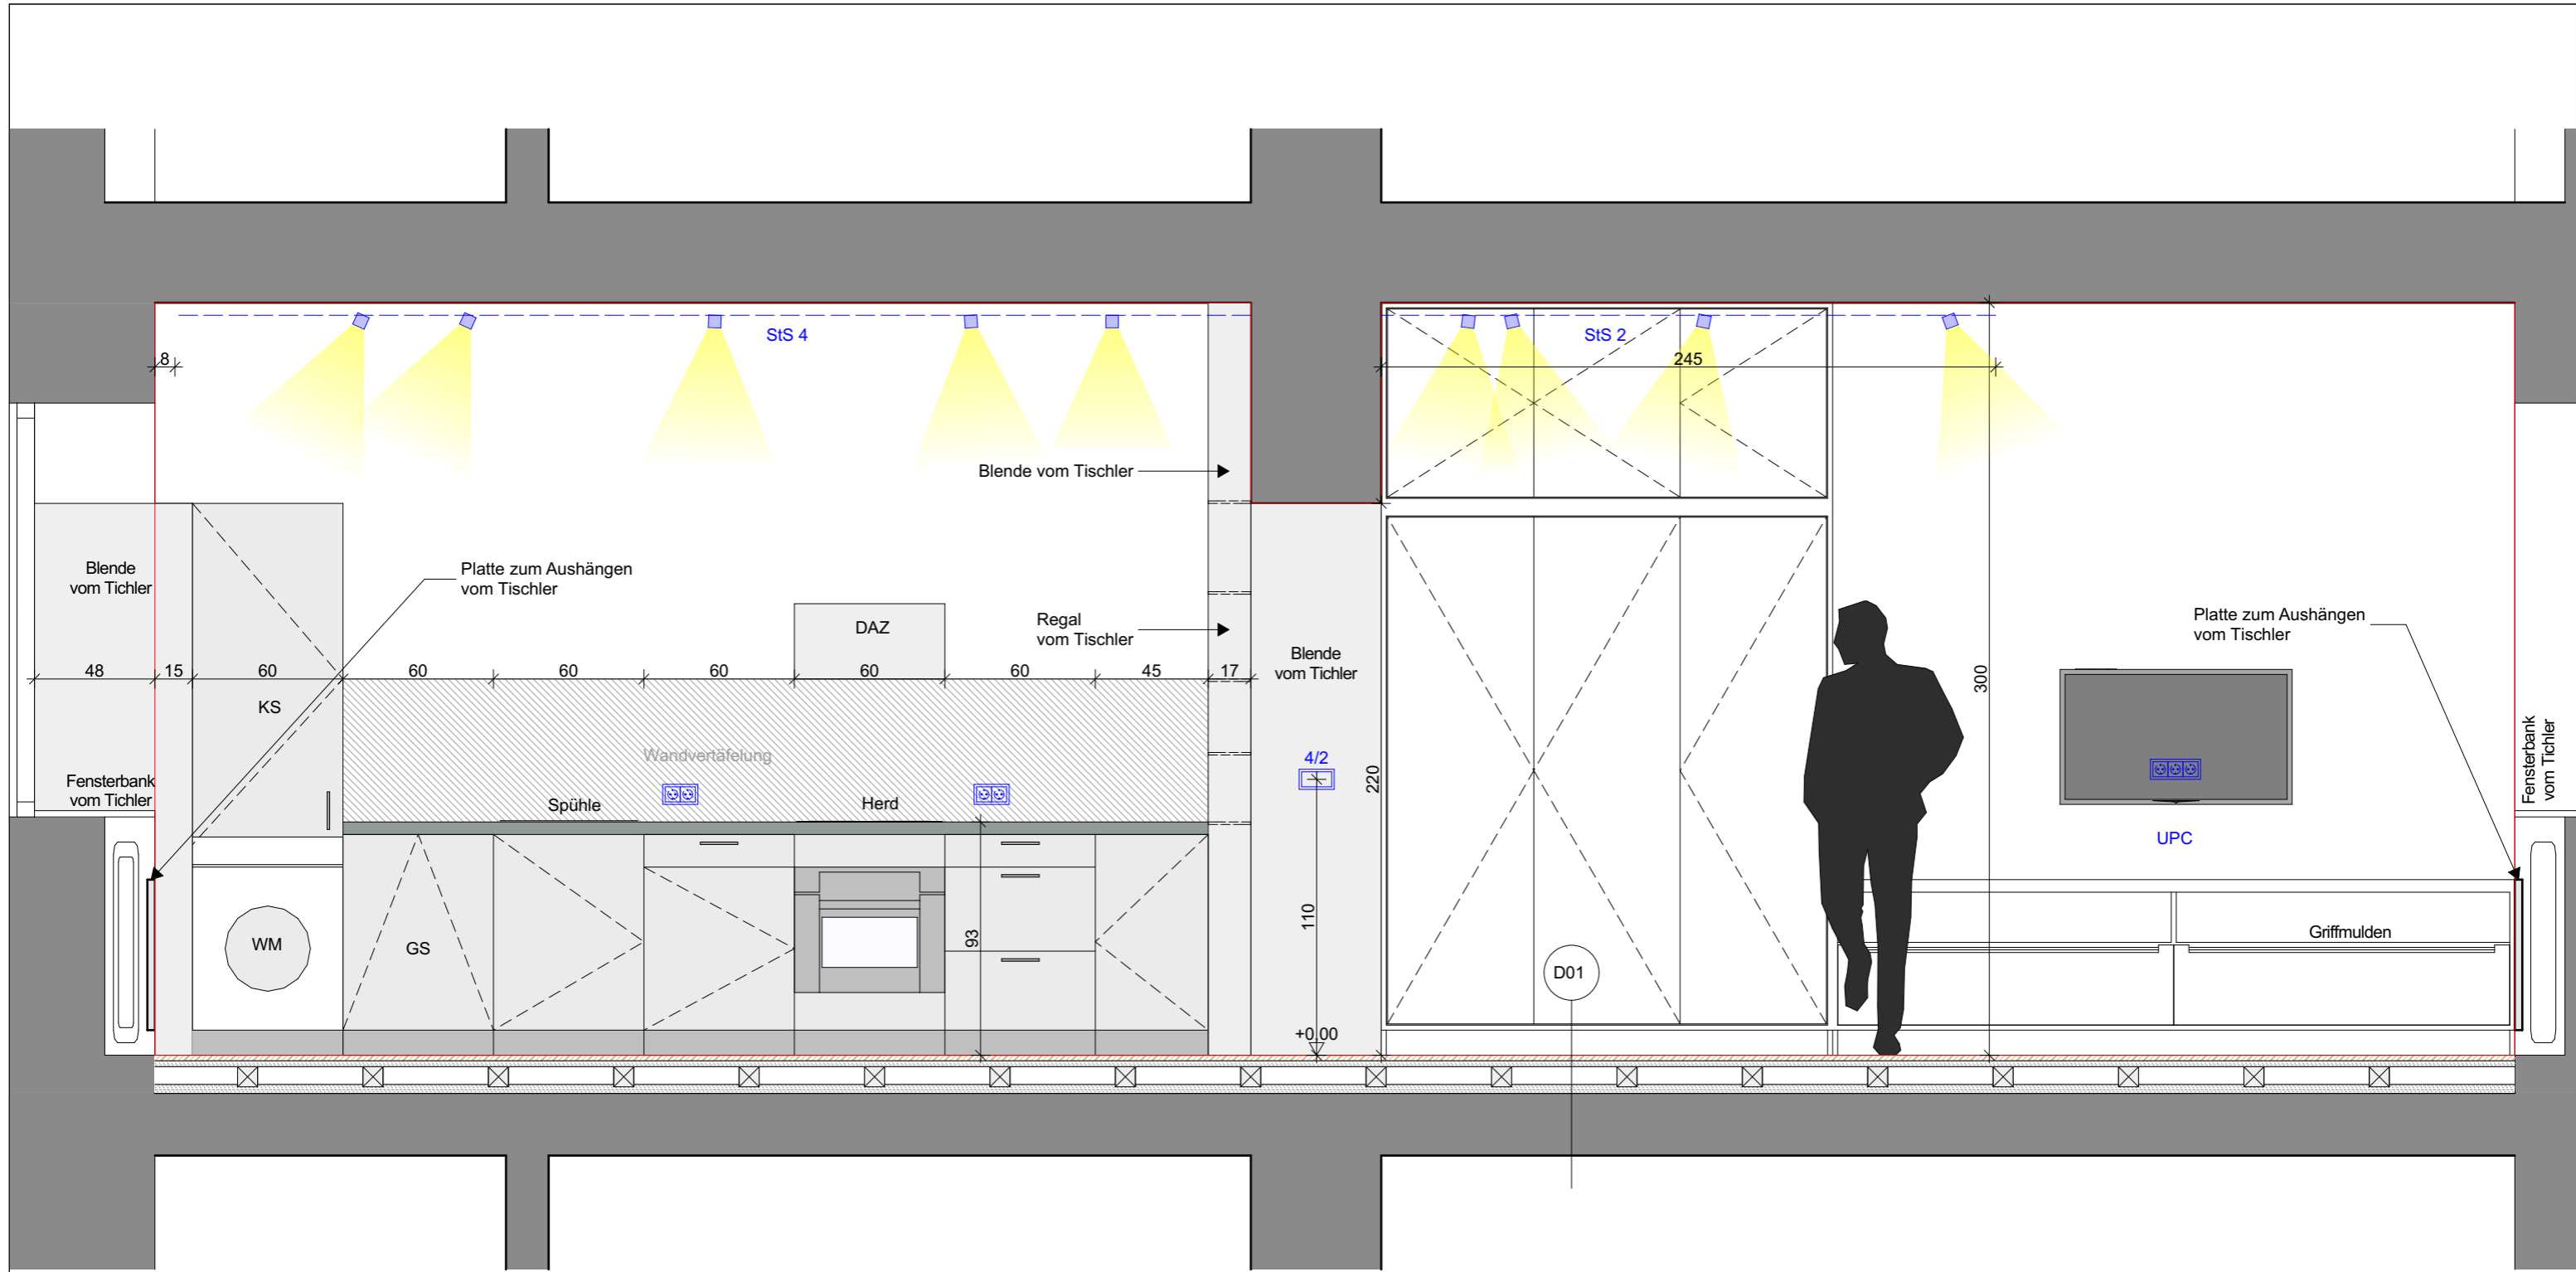 StS 4
StS 2
8
245
Blende vom Tischler
Blende
vom Tichler
Platte zum Aushängen
vom Tischler
Regal
vom Tischler
DAZ
Blende
vom Tichler
Platte zum Aushängen
vom Tischler
48
15
60
60
60
60
60
60
45
17
300
KS
Wandvertäfelung
4/2
220
Fensterbank
vom Tichler
Fensterbank
vom Tichler
Spühle
Herd
UPC
WM
GS
93
110
D01
Griffmulden
+0,00